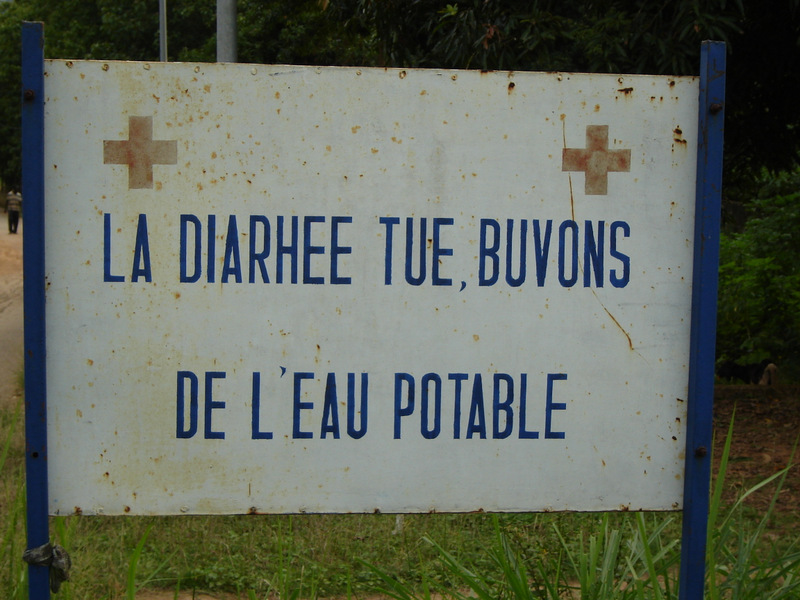 LA DIARHEE TUE, BUVONS
DE L'EAU POTABLE